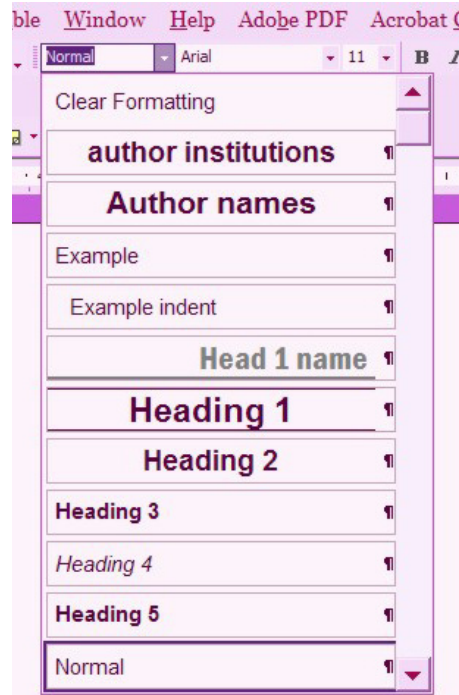 ble Window Help Adobe PDF Acrobat C
Normal Arial 11 B I
Clear Formatting
author institutions ¶
Author names ¶
Example ¶
Example indent ¶
Head 1 name ¶
Heading 1 ¶
Heading 2 ¶
Heading 3 ¶
Heading 4 ¶
Heading 5 ¶
Normal ¶